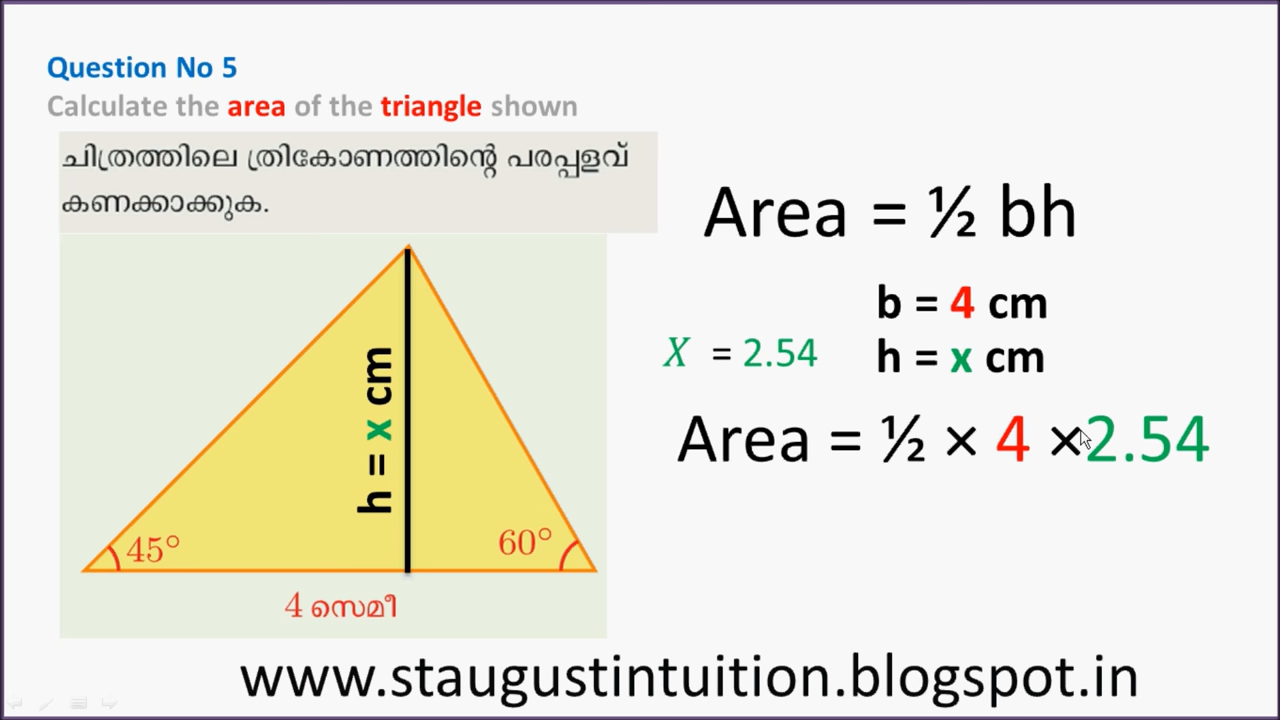 Question No 5
Calculate the area of the triangle shown
ചിത്രത്തിലെ ത്രികോണത്തിന്റെ പരപ്പളവ്
കണക്കാക്കുക.
Area = ½ bh
b = 4 cm
X = 2.54
h = x cm
Area = ½ × 4 ×2.54
h = x cm
45°
60°
4 സെമീ
www.staugustintuition.blogspot.in